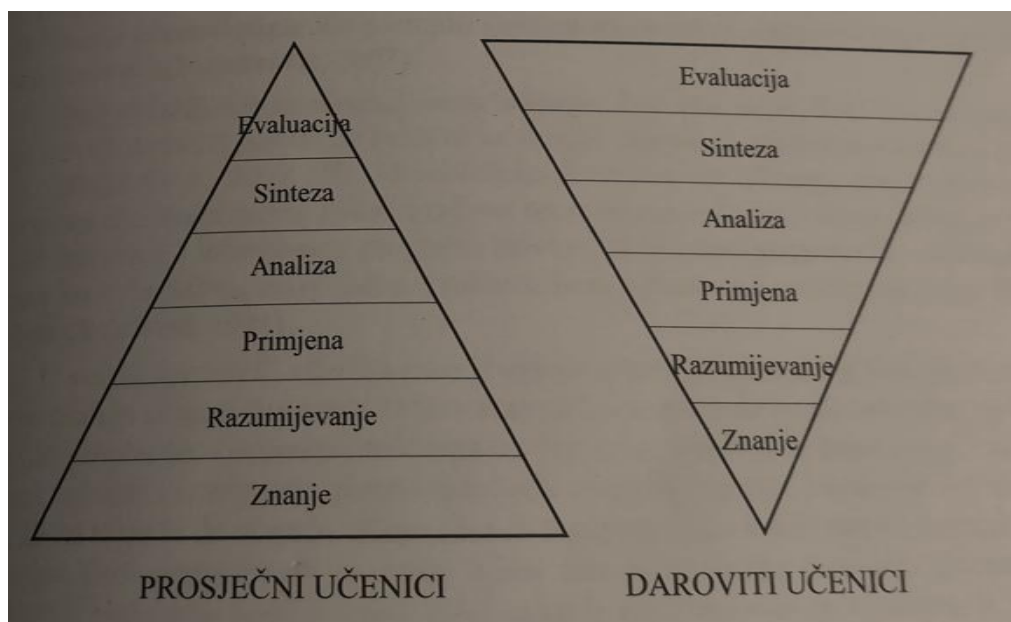 Evaluacija
Sinteza
Analiza
Primjena
Razumijevanje
Znanje
PROSJEČNI UČENICI
Evaluacija
Sinteza
Analiza
Primjena
Razumijevanje
Znanje
DAROVITI UČENICI